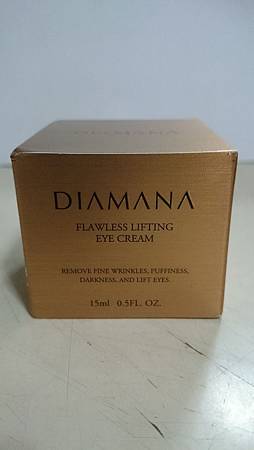 DIAMANA
FLAWLESS LIFTING
EYE CREAM
REMOVE FINE WRINKLES, PUFFINESS,
DARKNESS, AND LIFT EYES.
15ml 0.5FL. OZ.